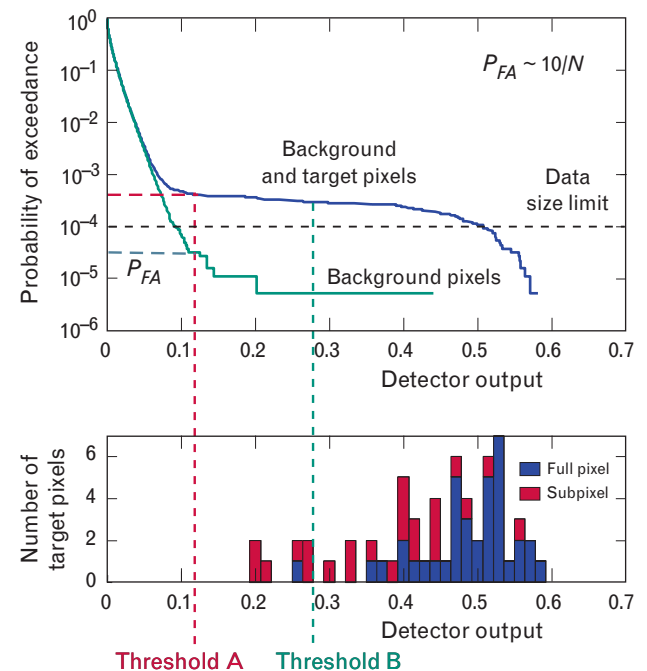 10⁰
10⁻¹
10⁻²
10⁻³
10⁻⁴
10⁻⁵
10⁻⁶
Probability of exceedance
P_FA ~ 10/N
Background
and target pixels
Data
size limit
P_FA
Background pixels
0 0.1 0.2 0.3 0.4 0.5 0.6 0.7
Detector output
Number of
target pixels
6
4
2
0
Full pixel
Subpixel
0 0.1 0.2 0.3 0.4 0.5 0.6 0.7
Detector output
Threshold A Threshold B